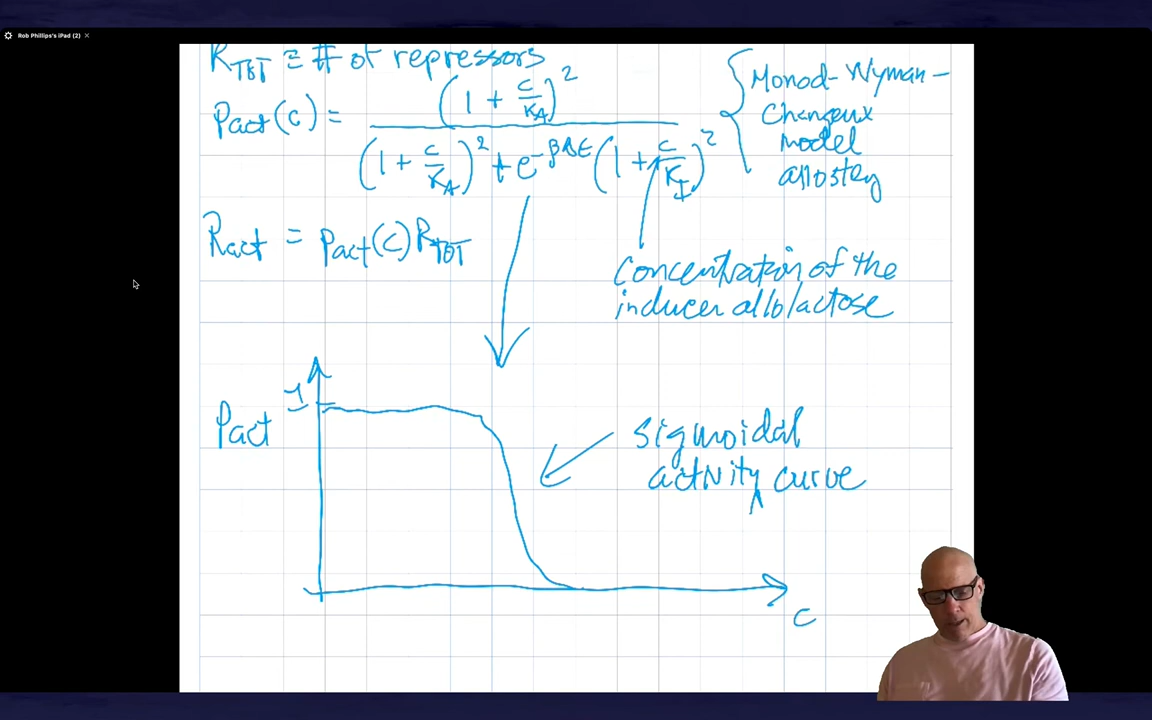 Rob Phillips's iPad (2)
R_TOT ≡ # of repressors
Pact(c) = (1 + c/K_A)^2 / ((1 + c/K_A)^2 + e^-βΔε (1 + c/K_I)^2)
Monod-Wyman-
Changeux
model
allostery
Ract = Pact(c) R_TOT
Concentration of the
inducer allolactose
1
Pact
sigmoidal
activity curve
c